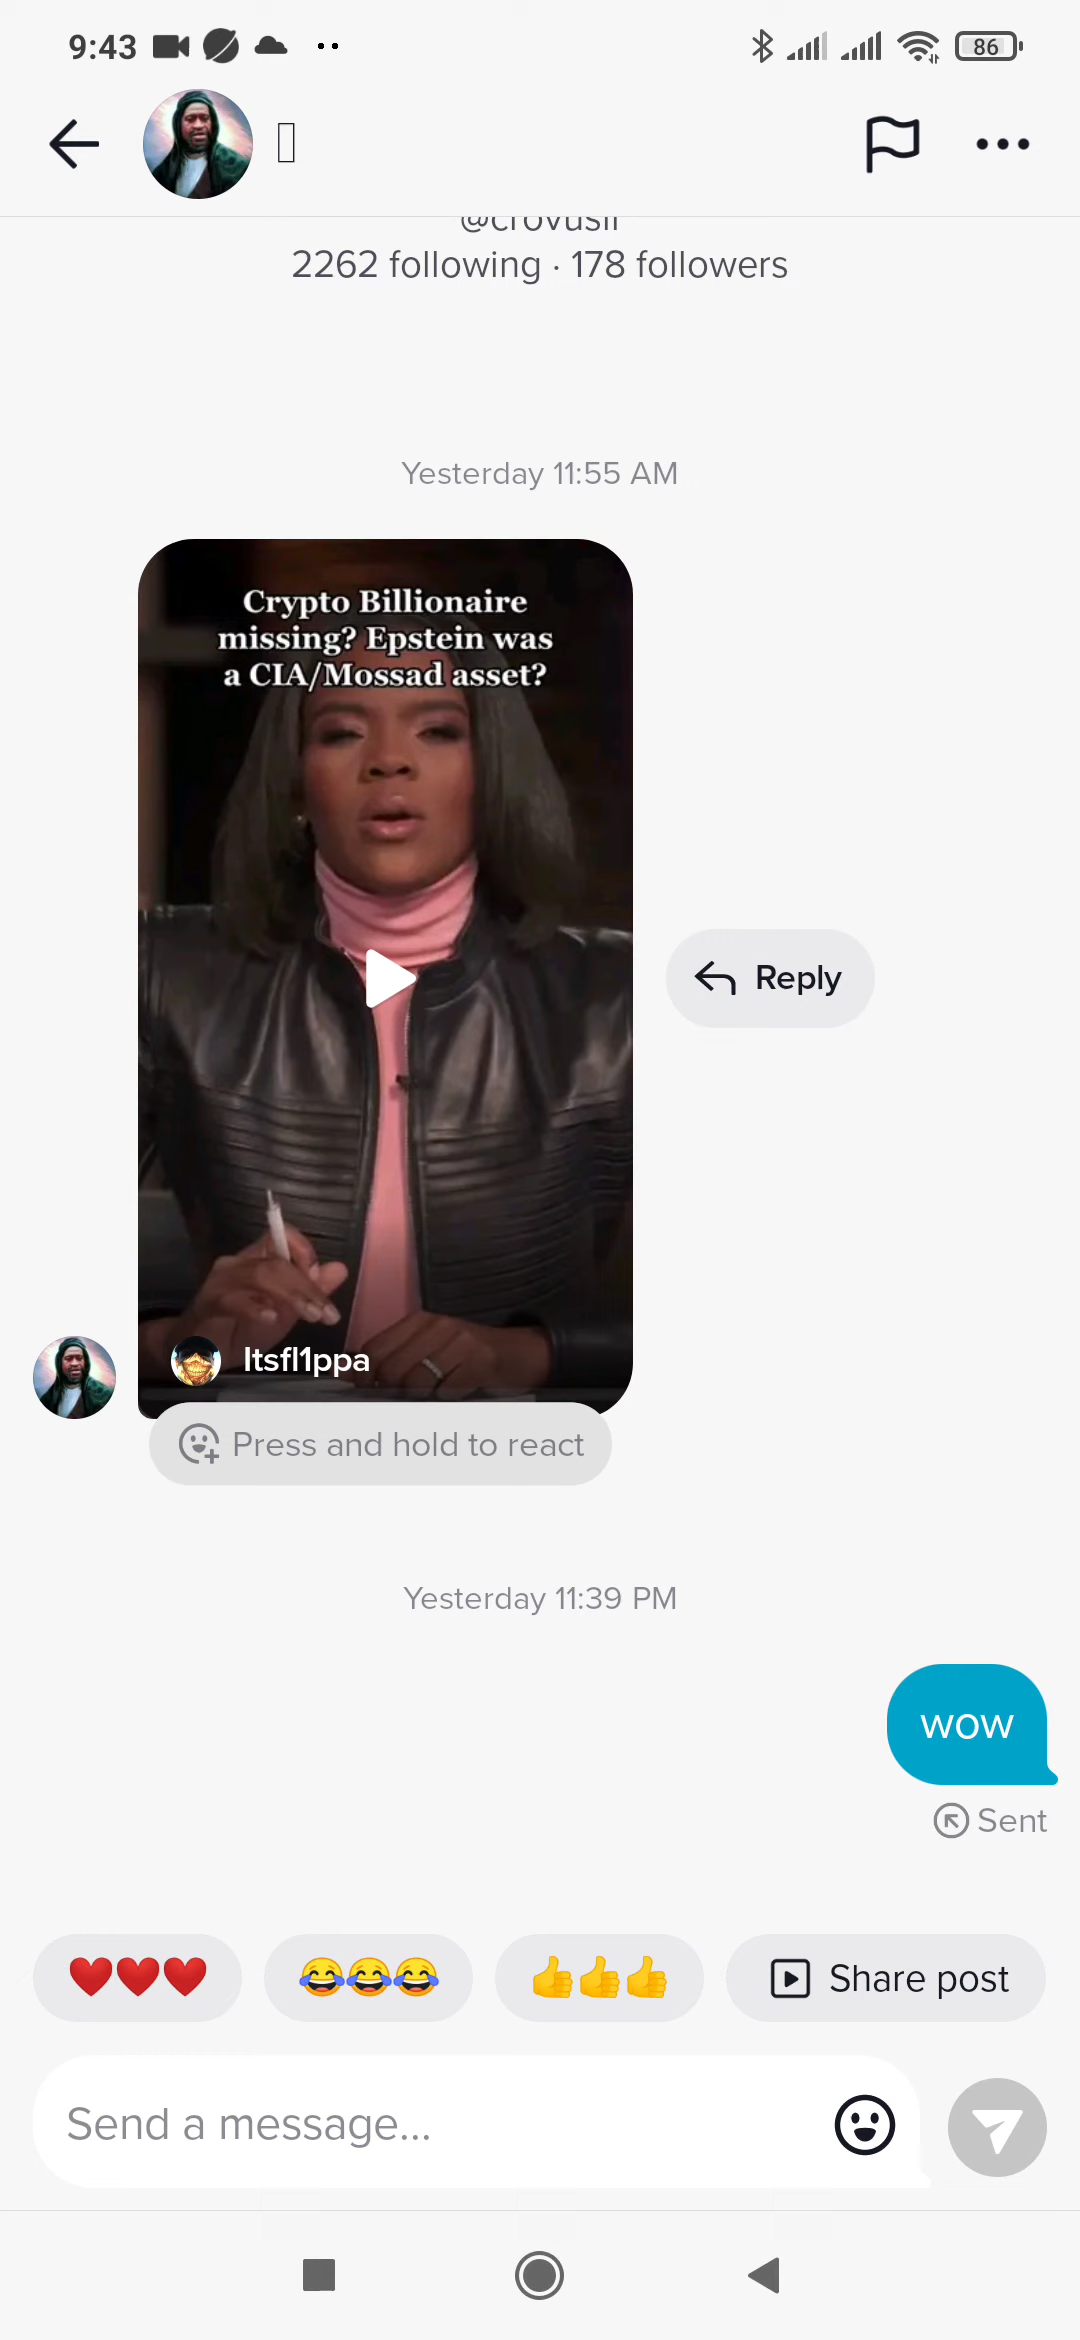 9:43
86
2262 following · 178 followers
Yesterday 11:55 AM
Crypto Billionaire
missing? Epstein was
a CIA/Mossad asset?
Reply
Itsfl1ppa
Press and hold to react
Yesterday 11:39 PM
wow
Sent
Share post
Send a message...